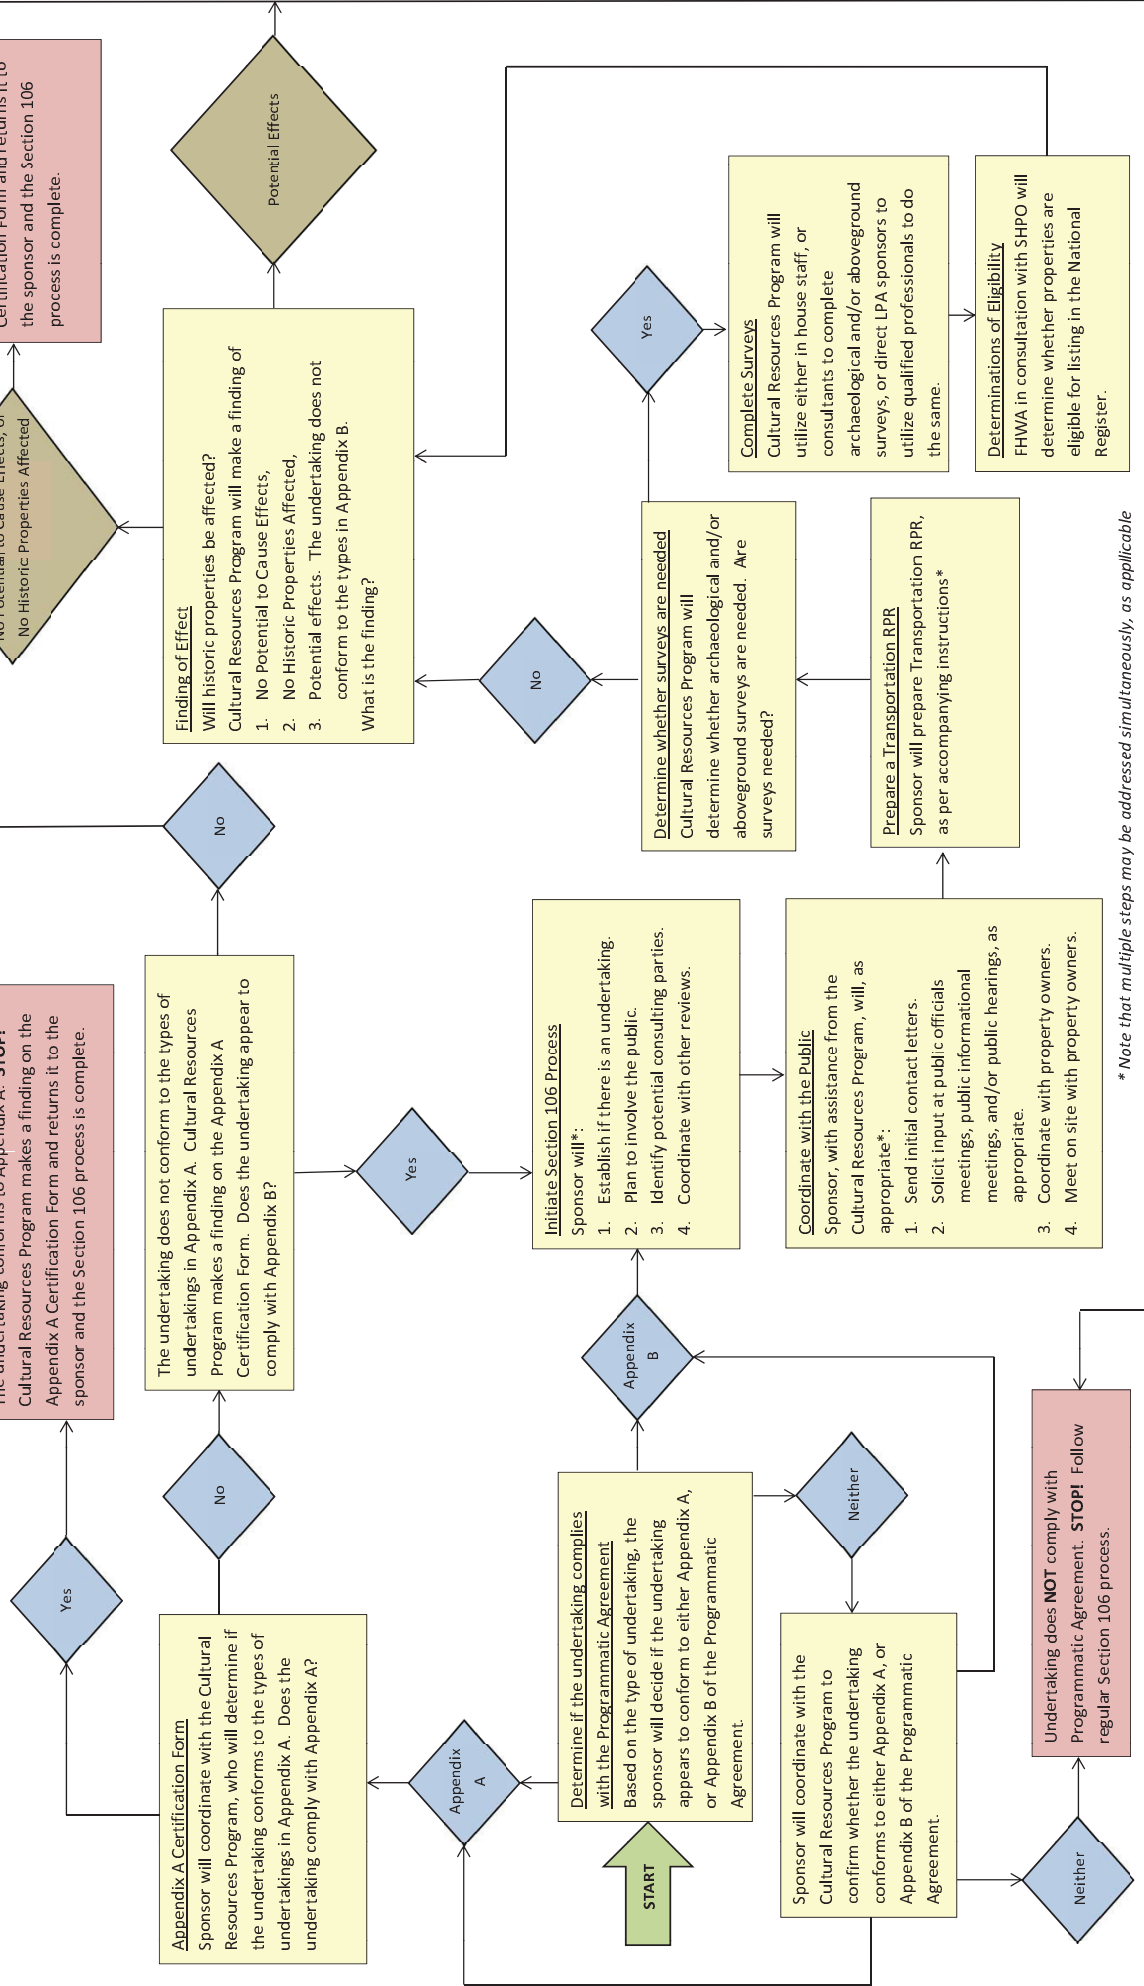 START
Determine if the undertaking complies
with the Programmatic Agreement
Based on the type of undertaking, the
sponsor will decide if the undertaking
appears to conform to either Appendix A,
or Appendix B of the Programmatic
Agreement.
Appendix
A
Appendix
B
Neither
Sponsor will coordinate with the
Cultural Resources Program to
confirm whether the undertaking
conforms to either Appendix A, or
Appendix B of the Programmatic
Agreement.
Neither
Undertaking does NOT comply with
Programmatic Agreement. STOP! Follow
regular Section 106 process.
Appendix A Certification Form
Sponsor will coordinate with the Cultural
Resources Program, who will determine if
the undertaking conforms to the types of
undertakings in Appendix A. Does the
undertaking comply with Appendix A?
Yes
The undertaking conforms to Appendix A. STOP!
Cultural Resources Program makes a finding on the
Appendix A Certification Form and returns it to the
sponsor and the Section 106 process is complete.
No
The undertaking does not conform to the types of
undertakings in Appendix A. Cultural Resources
Program makes a finding on the Appendix A
Certification Form. Does the undertaking appear to
comply with Appendix B?
No
Yes
Initiate Section 106 Process
Sponsor will*:
1. Establish if there is an undertaking.
2. Plan to involve the public.
3. Identify potential consulting parties.
4. Coordinate with other reviews.
Coordinate with the Public
Sponsor, with assistance from the
Cultural Resources Program, will, as
appropriate*:
1. Send initial contact letters.
2. Solicit input at public officials
meetings, public informational
meetings, and/or public hearings, as
appropriate.
3. Coordinate with property owners.
4. Meet on site with property owners.
Prepare a Transportation RPR
Sponsor will prepare Transportation RPR,
as per accompanying instructions*
Determine whether surveys are needed
Cultural Resources Program will
determine whether archaeological and/or
aboveground surveys are needed. Are
surveys needed?
No
Yes
Complete Surveys
Cultural Resources Program will
utilize either in house staff, or
consultants to complete
archaeological and/or aboveground
surveys, or direct LPA sponsors to
utilize qualified professionals to do
the same.
Determinations of Eligibility
FHWA in consultation with SHPO will
determine whether properties are
eligible for listing in the National
Register.
Finding of Effect
Will historic properties be affected?
Cultural Resources Program will make a finding of
1. No Potential to Cause Effects,
2. No Historic Properties Affected,
3. Potential effects. The undertaking does not
conform to the types in Appendix B.
What is the finding?
No Potential to Cause Effects, or
No Historic Properties Affected
Certification Form and returns it to
the sponsor and the Section 106
process is complete.
Potential Effects
* Note that multiple steps may be addressed simultaneously, as applicable